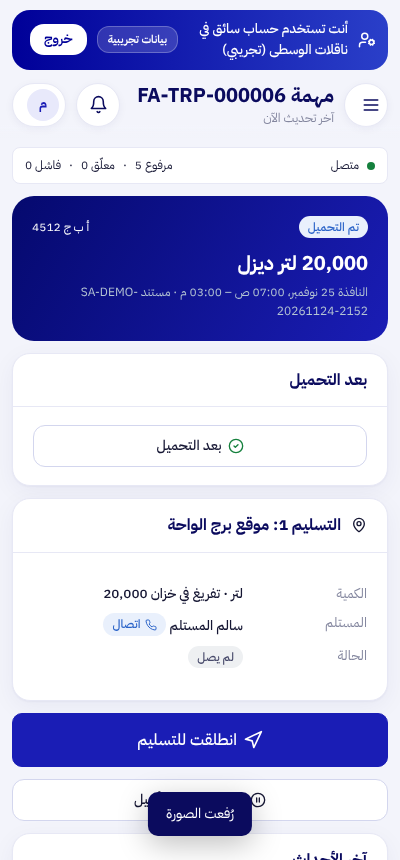 أنت تستخدم حساب سائق في
ناقلات الوسطى (تجريبي)
بيانات تجريبية
خروج
مهمة FA-TRP-000006
آخر تحديث الآن
م
متصل
مرفوع 5 · معلّق 0 · فاشل 0
تم التحميل
أ ب ج 4512
20,000 لتر ديزل
النافذة 25 نوفمبر، 07:00 ص – 03:00 م · مستند SA-DEMO-
20261124-2152
بعد التحميل
بعد التحميل
التسليم 1: موقع برج الواحة
الكمية
20,000 لتر · تفريغ في خزان
المستلم
سالم المستلم
اتصال
الحالة
لم يصل
انطلقت للتسليم
رُفعت الصورة
آخر الأحداث